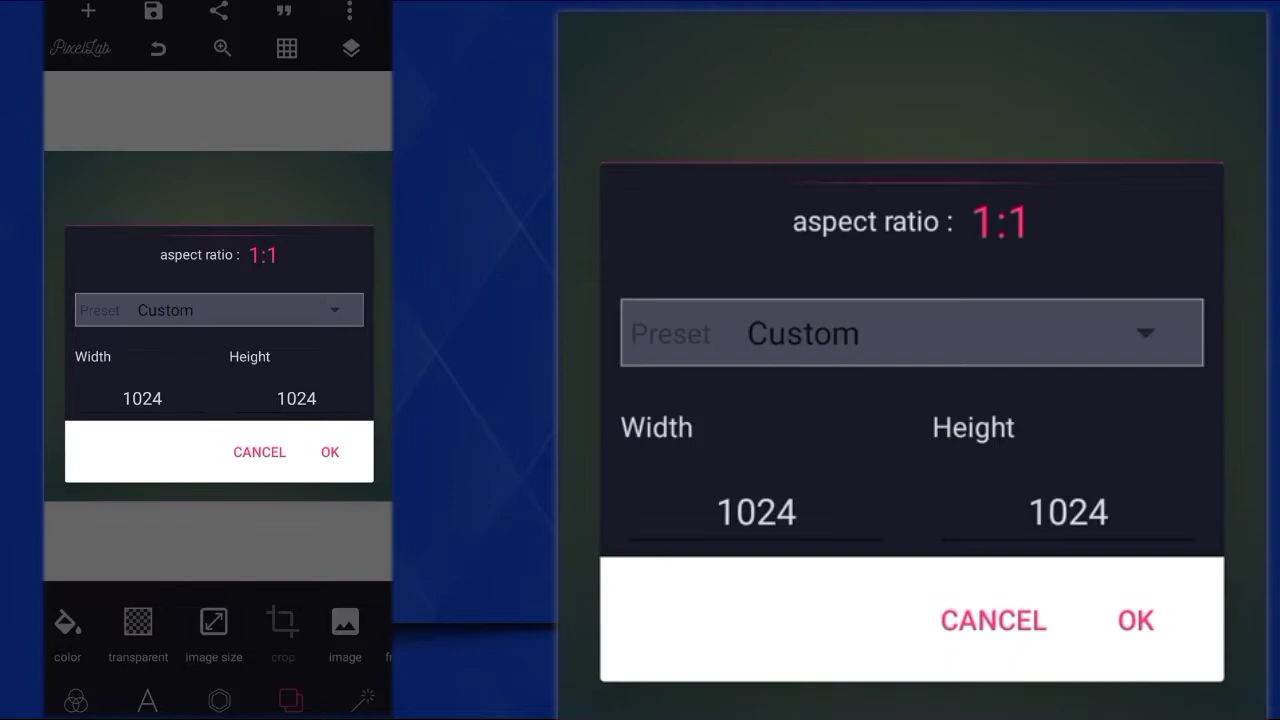 PixelLab
aspect ratio : 1:1
Preset Custom
Width Height
1024 1024
CANCEL OK
color transparent image size crop image fr
aspect ratio : 1:1
Preset Custom
Width Height
1024 1024
CANCEL OK